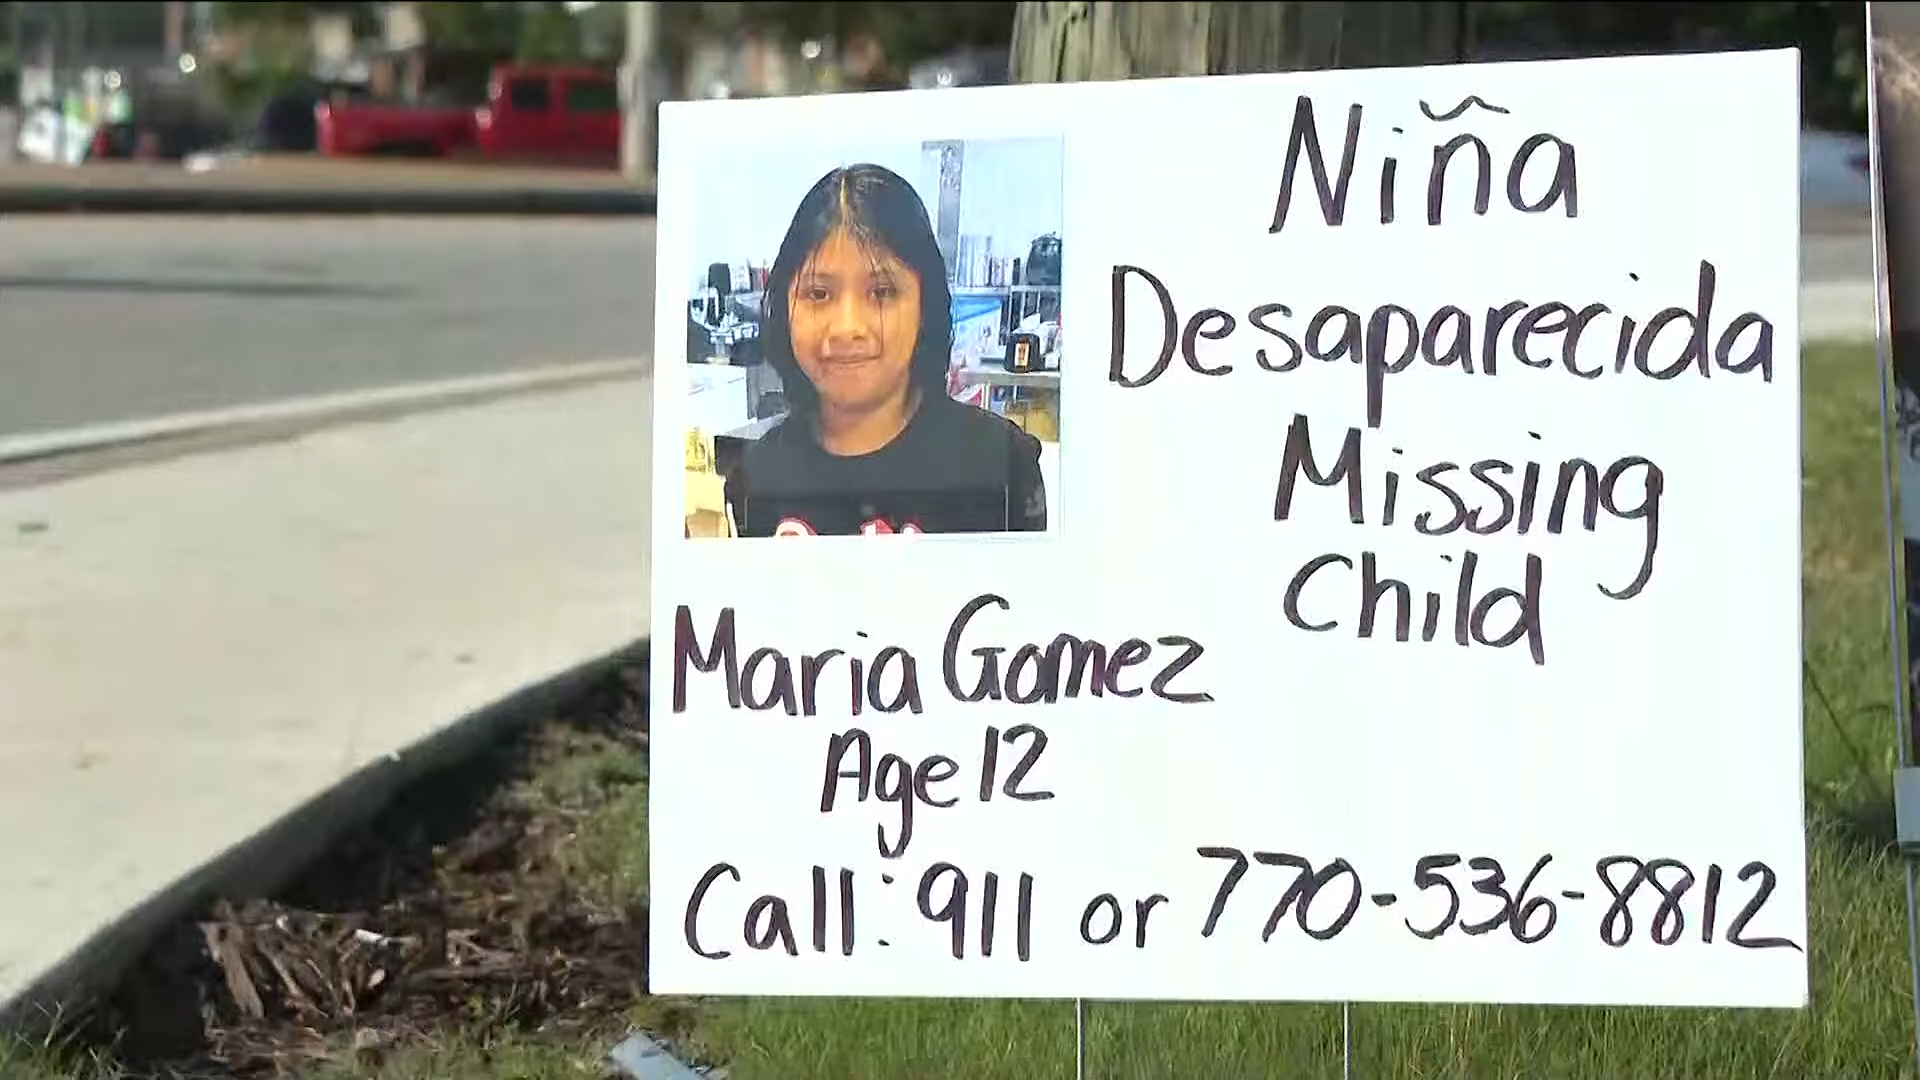 Niña
Desaparecida
Missing
Child
Maria Gomez
Age 12
Call: 911 or 770-536-8812